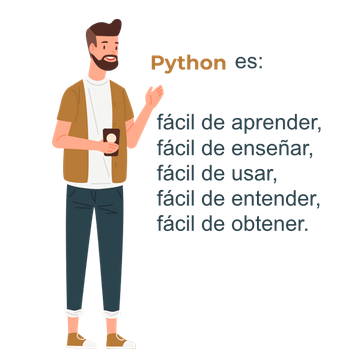 Python es:
fácil de aprender,
fácil de enseñar,
fácil de usar,
fácil de entender,
fácil de obtener.